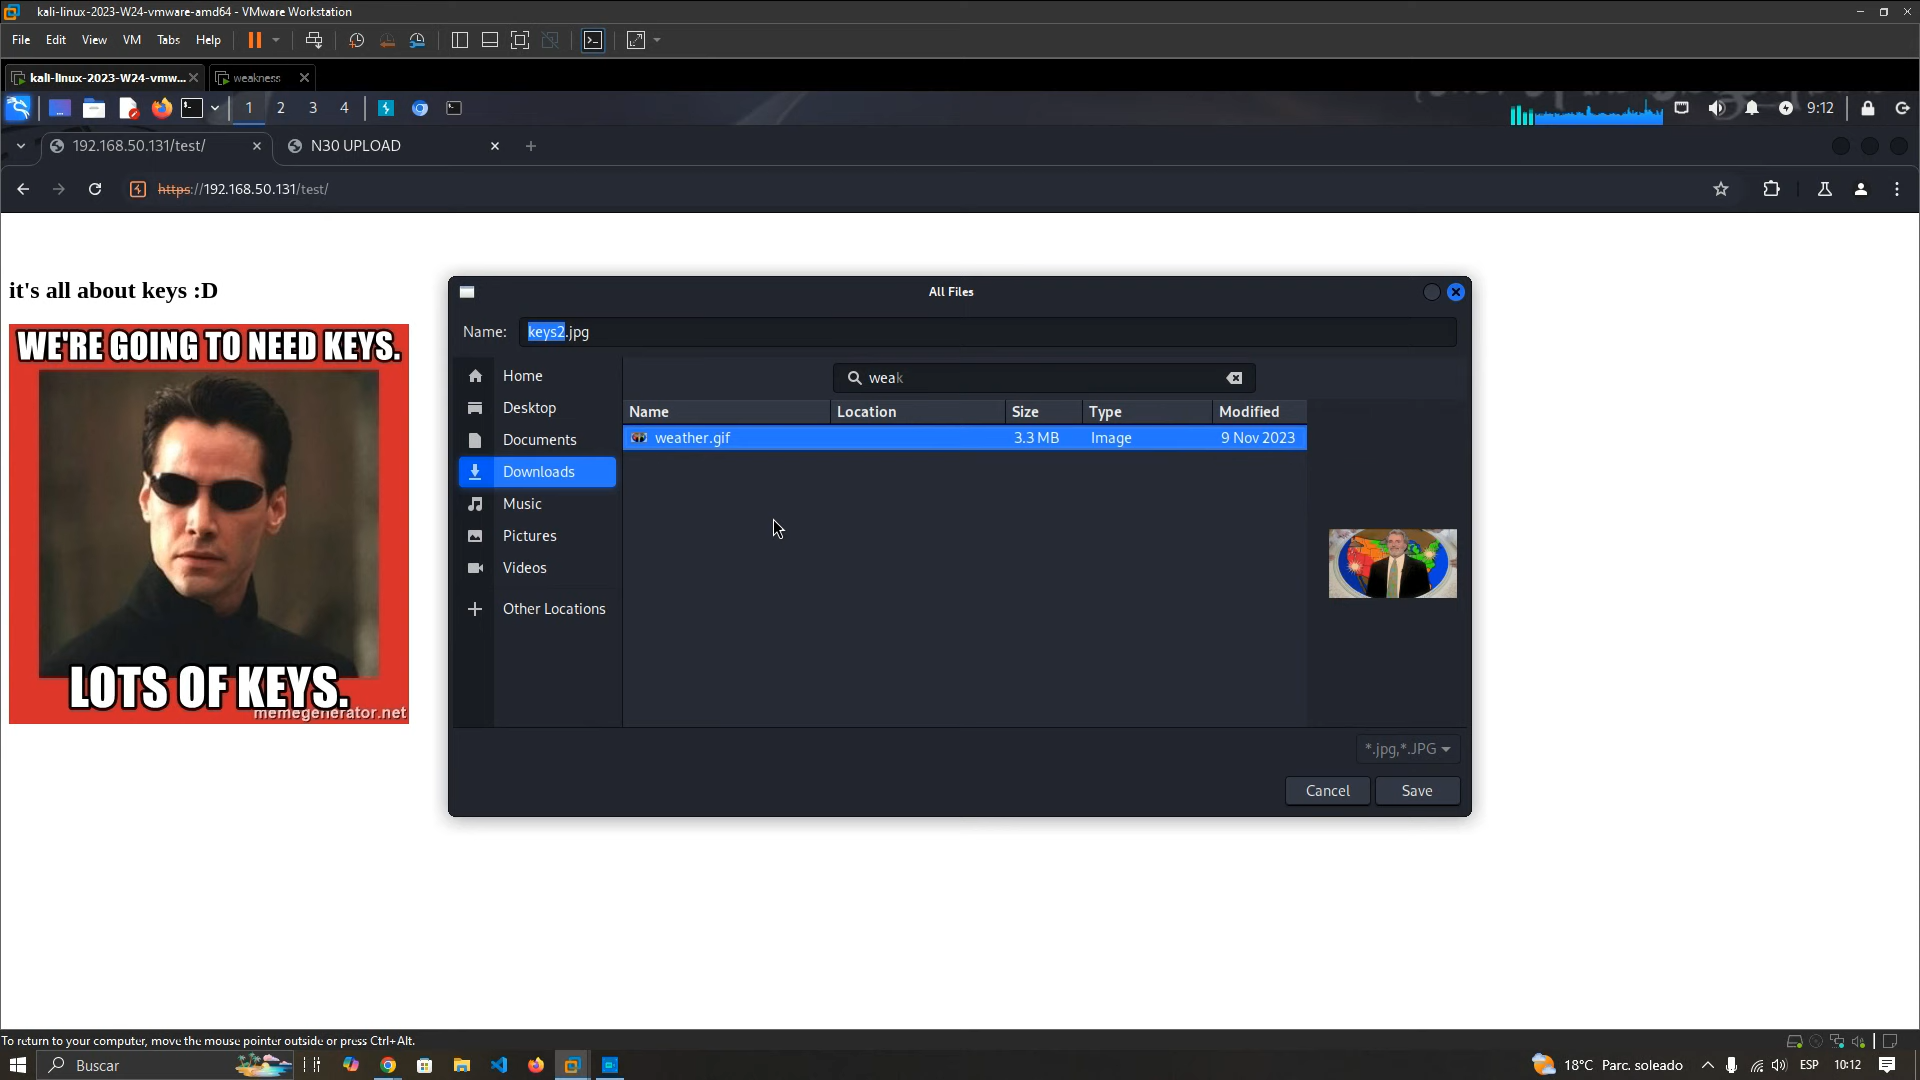 kali-linux-2023-W24-vmware-amd64 - VMware Workstation
File Edit View VM Tabs Help
kali-linux-2023-W24-vmw... weakness
1 2 3 4 9:12
192.168.50.131/test/ N30 UPLOAD
https://192.168.50.131/test/
it's all about keys :D
WE'RE GOING TO NEED KEYS.
LOTS OF KEYS.
memegenerator.net
All Files
Name: keys2.jpg
Home
Desktop
Documents
Downloads
Music
Pictures
Videos
Other Locations
weak
Name Location Size Type Modified
weather.gif 3.3 MB Image 9 Nov 2023
*.jpg,*.JPG
Cancel Save
To return to your computer, move the mouse pointer outside or press Ctrl+Alt.
Buscar 18°C Parc. soleado ESP 10:12